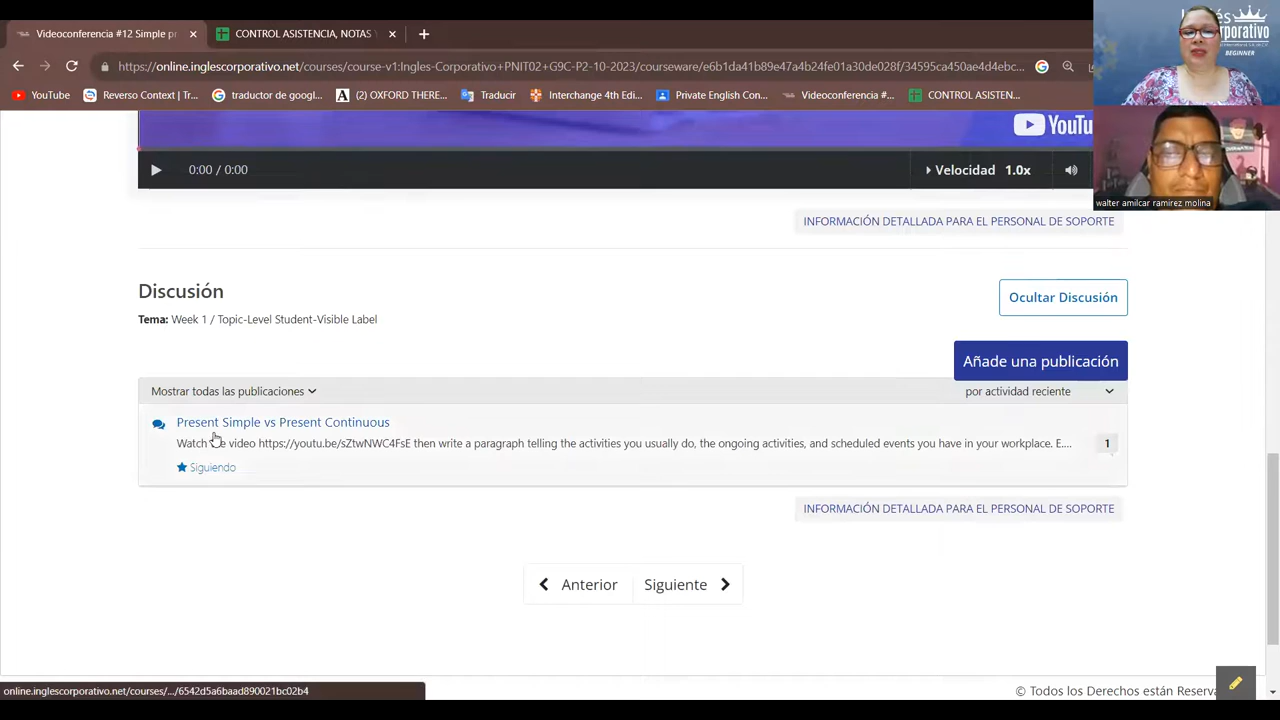 Videoconferencia #12 Simple pr
CONTROL ASISTENCIA, NOTAS
https://online.inglescorporativo.net/courses/course-v1:Ingles-Corporativo+PNIT02+G9C-P2-10-2023/courseware/e6b1da41b89e47a4b24fe01a30de028f/34595ca450ae4d4ebc...
YouTube
Reverso Context | Tr...
traductor de googl...
(2) OXFORD THERE...
Traducir
Interchange 4th Edi...
Private English Con...
Videoconferencia #...
CONTROL ASISTEN...
BEGINNER
walter amilcar ramirez molina
YouTu
0:00 / 0:00
Velocidad 1.0x
INFORMACIÓN DETALLADA PARA EL PERSONAL DE SOPORTE
Discusión
Ocultar Discusión
Tema: Week 1 / Topic-Level Student-Visible Label
Añade una publicación
Mostrar todas las publicaciones
por actividad reciente
Present Simple vs Present Continuous
Watch the video https://youtu.be/sZtwNWC4FsE then write a paragraph telling the activities you usually do, the ongoing activities, and scheduled events you have in your workplace. E....
1
Siguiendo
INFORMACIÓN DETALLADA PARA EL PERSONAL DE SOPORTE
Anterior
Siguiente
online.inglescorporativo.net/courses/.../6542d5a6baad890021bc02b4
© Todos los Derechos están Reserva